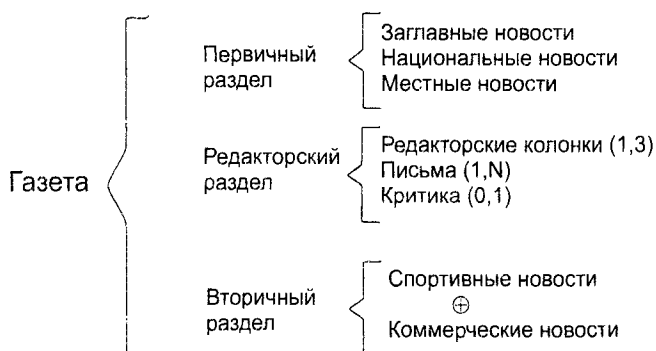 Газета
Первичный
раздел
Заглавные новости
Национальные новости
Местные новости
Редакторский
раздел
Редакторские колонки (1,3)
Письма (1,N)
Критика (0,1)
Вторичный
раздел
Спортивные новости
⊕
Коммерческие новости